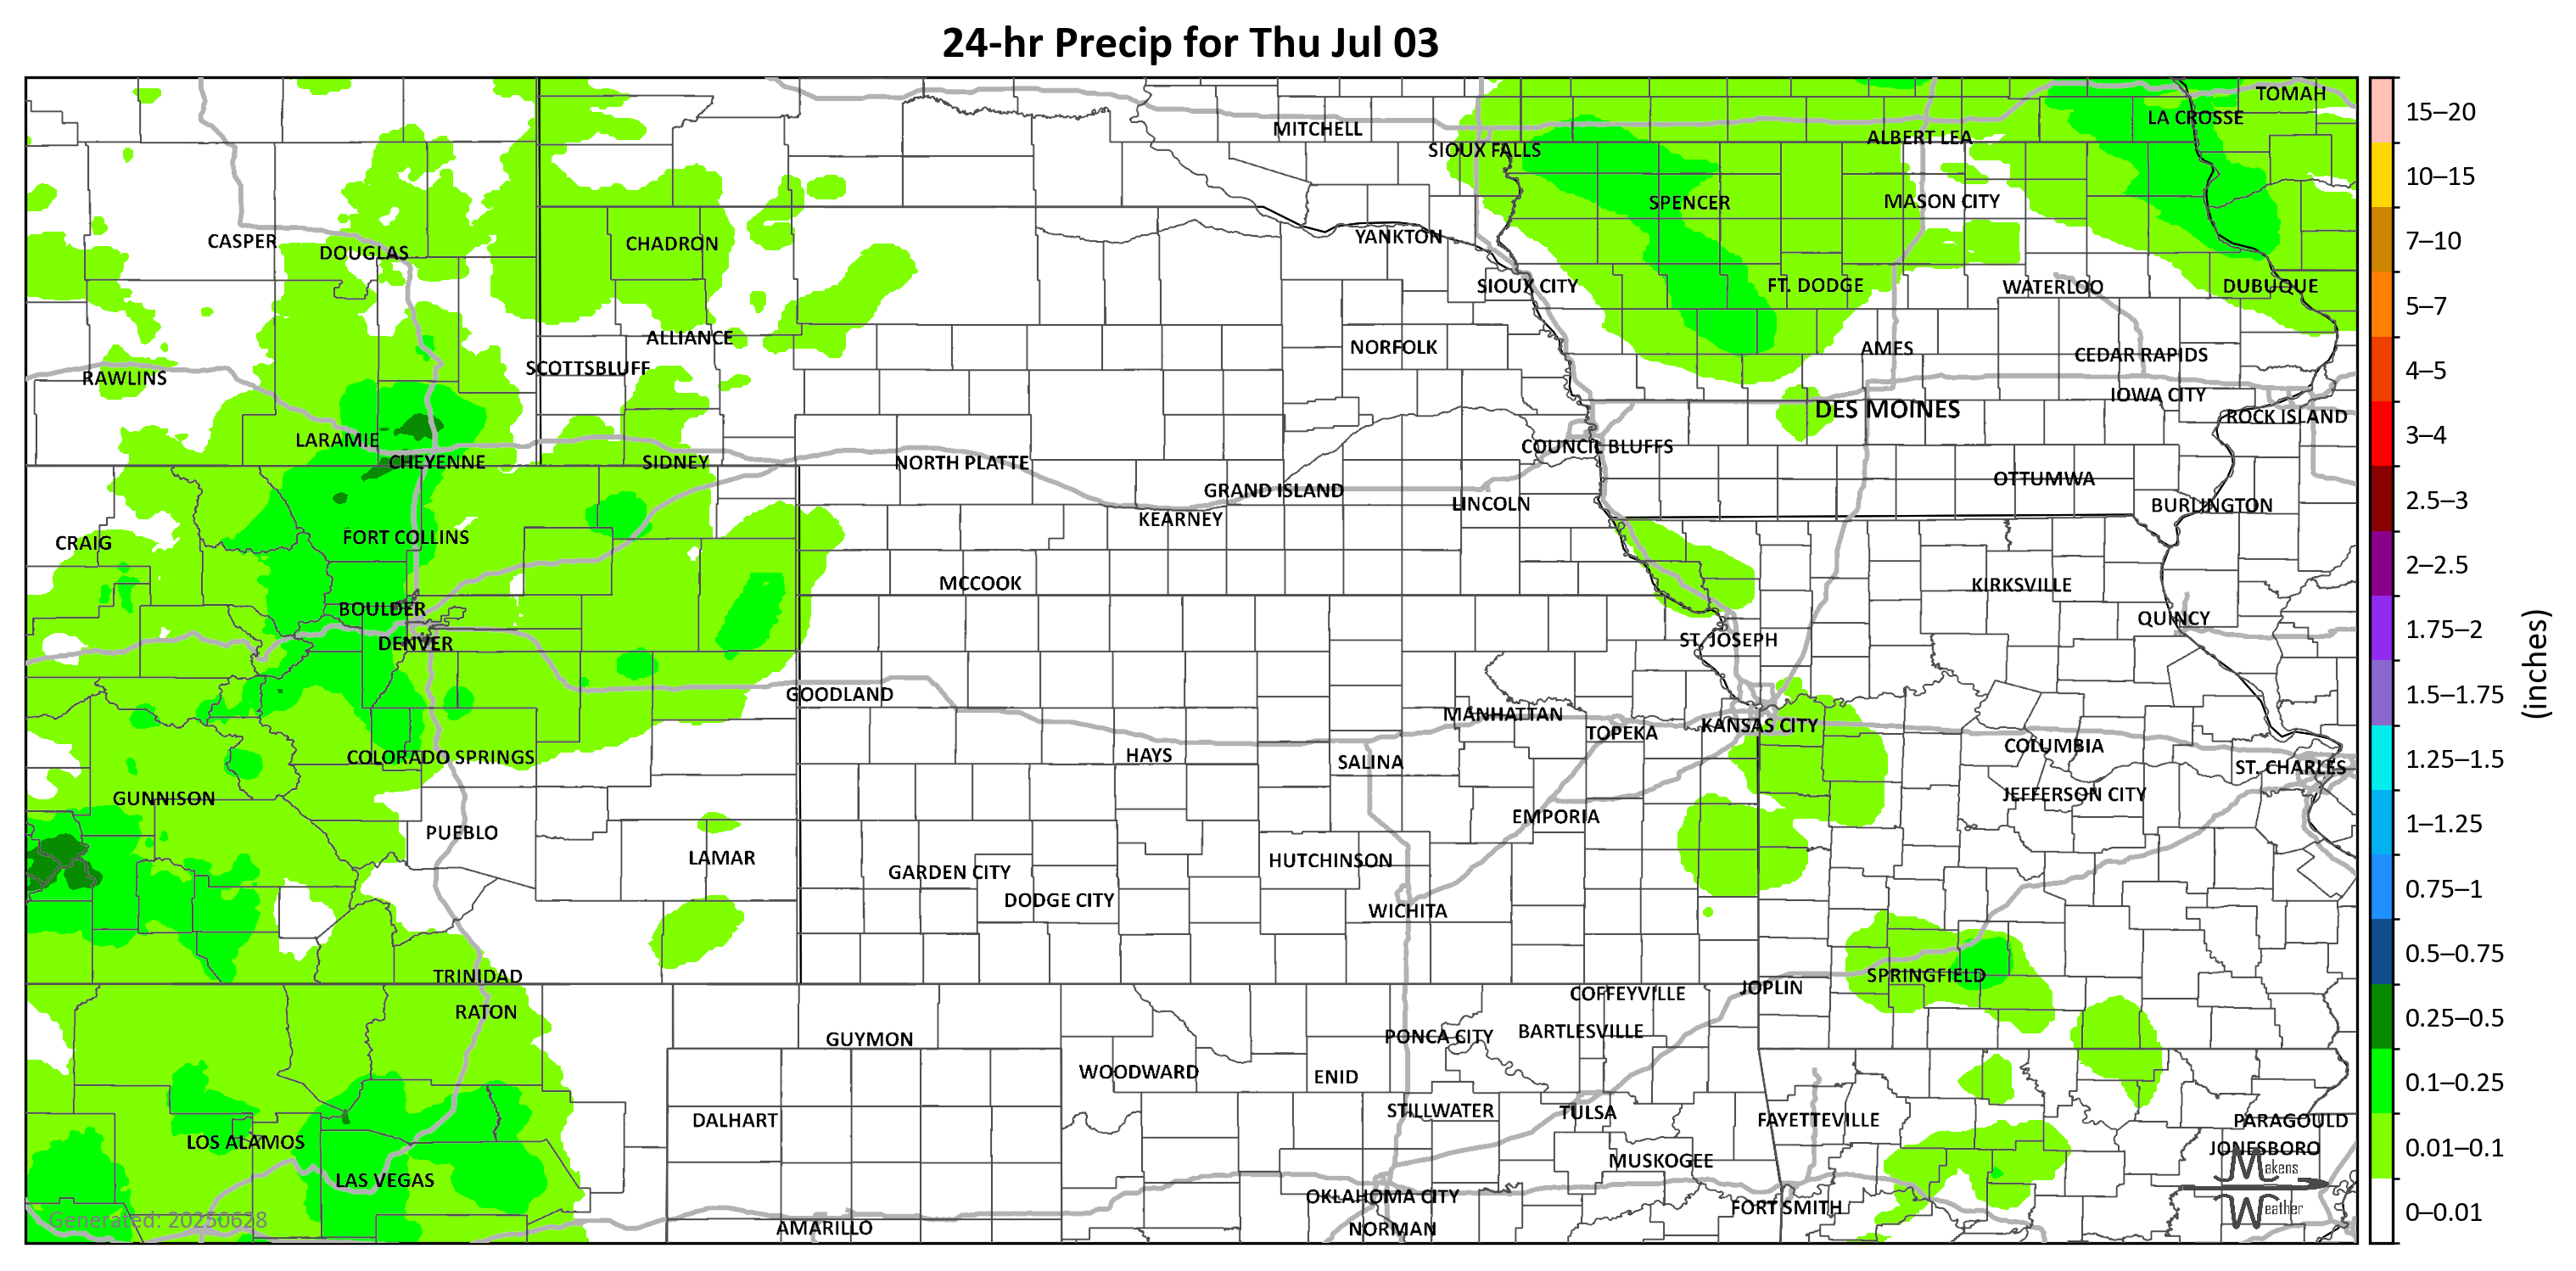 24-hr Precip for Thu Jul 03
TOMAH
LA CROSSE
MITCHELL
ALBERT LEA
SIOUX FALLS
SPENCER
MASON CITY
CASPER
DOUGLAS
CHADRON
YANKTON
SIOUX CITY
FT. DODGE
WATERLOO
DUBUQUE
ALLIANCE
NORFOLK
AMES
CEDAR RAPIDS
SCOTTSBLUFF
RAWLINS
IOWA CITY
DES MOINES
ROCK ISLAND
LARAMIE
COUNCIL BLUFFS
CHEYENNE
SIDNEY
NORTH PLATTE
OTTUMWA
GRAND ISLAND
LINCOLN
BURLINGTON
KEARNEY
CRAIG
FORT COLLINS
MCCOOK
KIRKSVILLE
BOULDER
QUINCY
DENVER
ST. JOSEPH
GOODLAND
MANHATTAN
TOPEKA
KANSAS CITY
COLUMBIA
COLORADO SPRINGS
HAYS
SALINA
ST. CHARLES
GUNNISON
JEFFERSON CITY
EMPORIA
PUEBLO
LAMAR
HUTCHINSON
GARDEN CITY
DODGE CITY
WICHITA
TRINIDAD
SPRINGFIELD
JOPLIN
COFFEYVILLE
RATON
GUYMON
PONCA CITY
BARTLESVILLE
WOODWARD
ENID
DALHART
STILLWATER
TULSA
FAYETTEVILLE
PARAGOULD
LOS ALAMOS
JONESBORO
MUSKOGEE
LAS VEGAS
OKLAHOMA CITY
FORT SMITH
AMARILLO
NORMAN
Generated: 20250628
Makens
Weather
15–20
10–15
7–10
5–7
4–5
3–4
2.5–3
2–2.5
1.75–2
1.5–1.75
1.25–1.5
1–1.25
0.75–1
0.5–0.75
0.25–0.5
0.1–0.25
0.01–0.1
0–0.01
(inches)